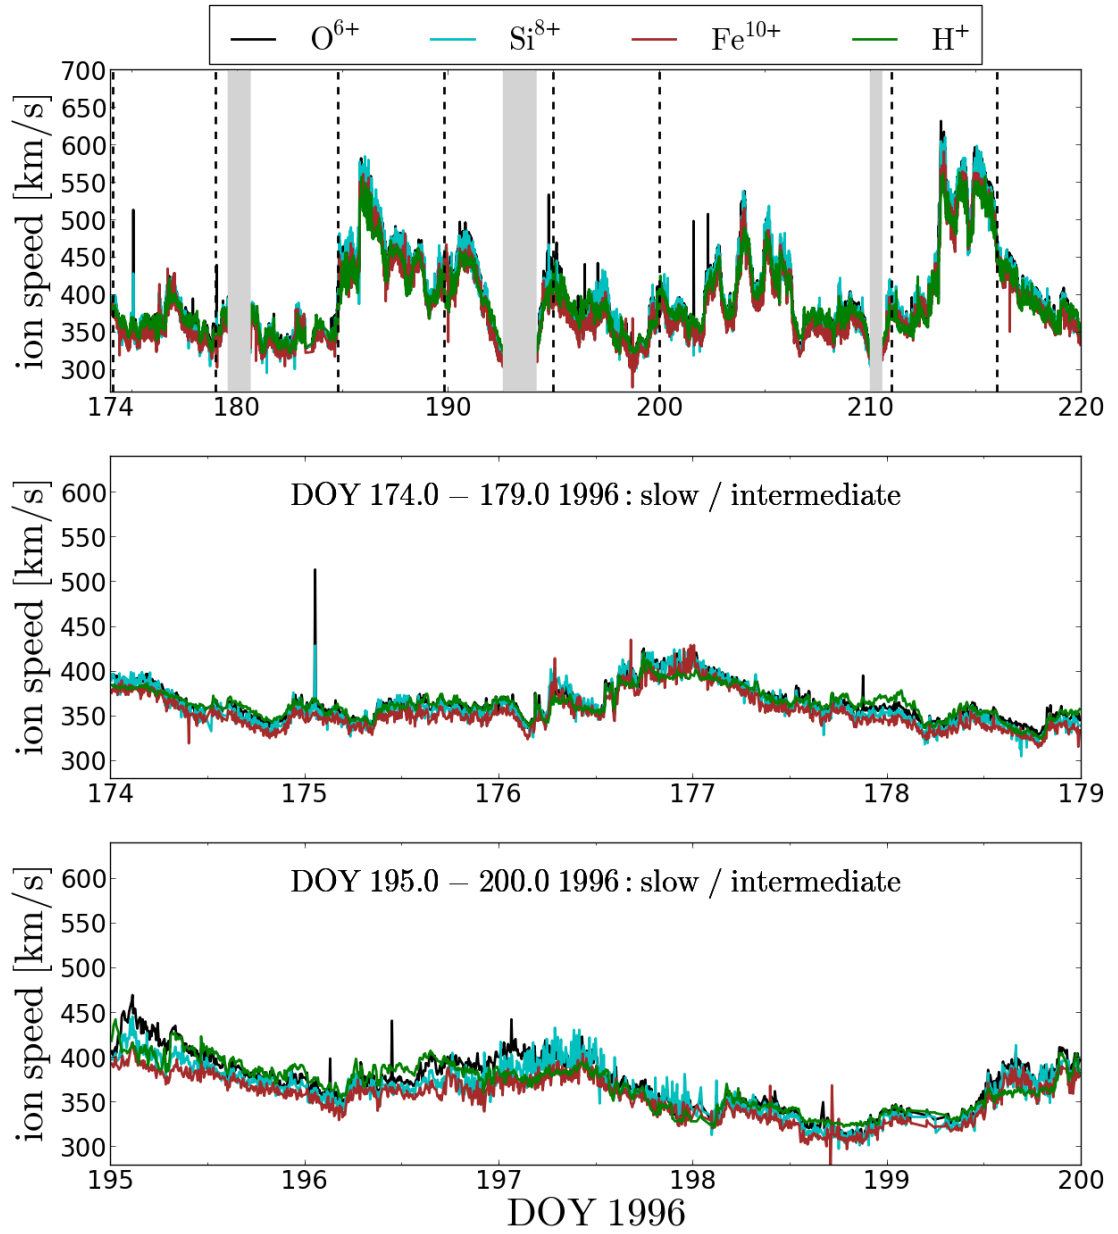 O⁶⁺ Si⁸⁺ Fe¹⁰⁺ H⁺
ion speed [km/s]
700
650
600
550
500
450
400
350
300
174 180 190 200 210 220
DOY 174.0 – 179.0 1996: slow / intermediate
ion speed [km/s]
600
550
500
450
400
350
300
174 175 176 177 178 179
DOY 195.0 – 200.0 1996: slow / intermediate
ion speed [km/s]
600
550
500
450
400
350
300
195 196 197 198 199 200
DOY 1996